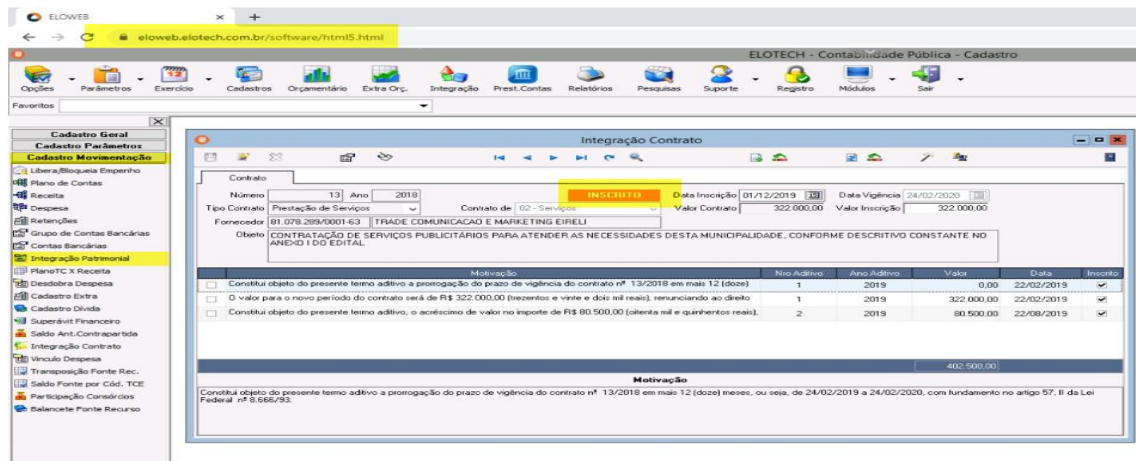 ELOWEB
eloweb.elotech.com.br/software/html5.html
ELOTECH - Contabilidade Pública - Cadastro
Opções Parâmetros Exercício Cadastros Orçamentário Extra Orç. Integração Prest.Contas Relatórios Pesquisas Suporte Registro Módulos Sair
Favoritos
Cadastro Geral
Cadastro Parâmetros
Cadastro Movimentação
Libera/Bloqueia Empenho
Plano de Contas
Receita
Despesa
Retenções
Grupo de Contas Bancárias
Contas Bancárias
Integração Patrimonial
PlanoTC X Receita
Desdobra Despesa
Cadastro Extra
Cadastro Dívida
Superávit Financeiro
Saldo Ant.Contrapartida
Integração Contrato
Vinculo Despesa
Transposição Fonte Rec.
Saldo Fonte por Cód. TCE
Participação Consórcios
Balancete Fonte Recurso
Integração Contrato
Contrato
Número 13 Ano 2018 INSCRITO Data Inscrição 01/12/2019 Data Vigência 24/02/2020
Tipo Contrato Prestação de Serviços Contrato de 02 - Serviços Valor Contrato 322.000,00 Valor Inscrição 322.000,00
Fornecedor 81.078.289/0001-63 TRADE COMUNICACAO E MARKETING EIRELI
Objeto CONTRATAÇÃO DE SERVIÇOS PUBLICITÁRIOS PARA ATENDER AS NECESSIDADES DESTA MUNICIPALIDADE, CONFORME DESCRITIVO CONSTANTE NO
ANEXO I DO EDITAL
Motivação Nro Aditivo Ano Aditivo Valor Data Inscrito
Constitui objeto do presente termo aditivo a prorrogação do prazo de vigência do contrato nº 13/2018 em mais 12 (doze) 1 2019 0,00 22/02/2019
O valor para o novo período do contrato será de R$ 322.000,00 (trezentos e vinte e dois mil reais), renunciando ao direito 1 2019 322.000,00 22/02/2019
Constitui objeto do presente termo aditivo, o acréscimo de valor no importe de R$ 80.500,00 (oitenta mil e quinhentos reais), 2 2019 80.500,00 22/08/2019
402.500,00
Motivação
Constitui objeto do presente termo aditivo a prorrogação do prazo de vigência do contrato nº 13/2018 em mais 12 (doze) meses, ou seja, de 24/02/2019 a 24/02/2020, com fundamento no artigo 57, II da Lei
Federal nº 8.666/93.